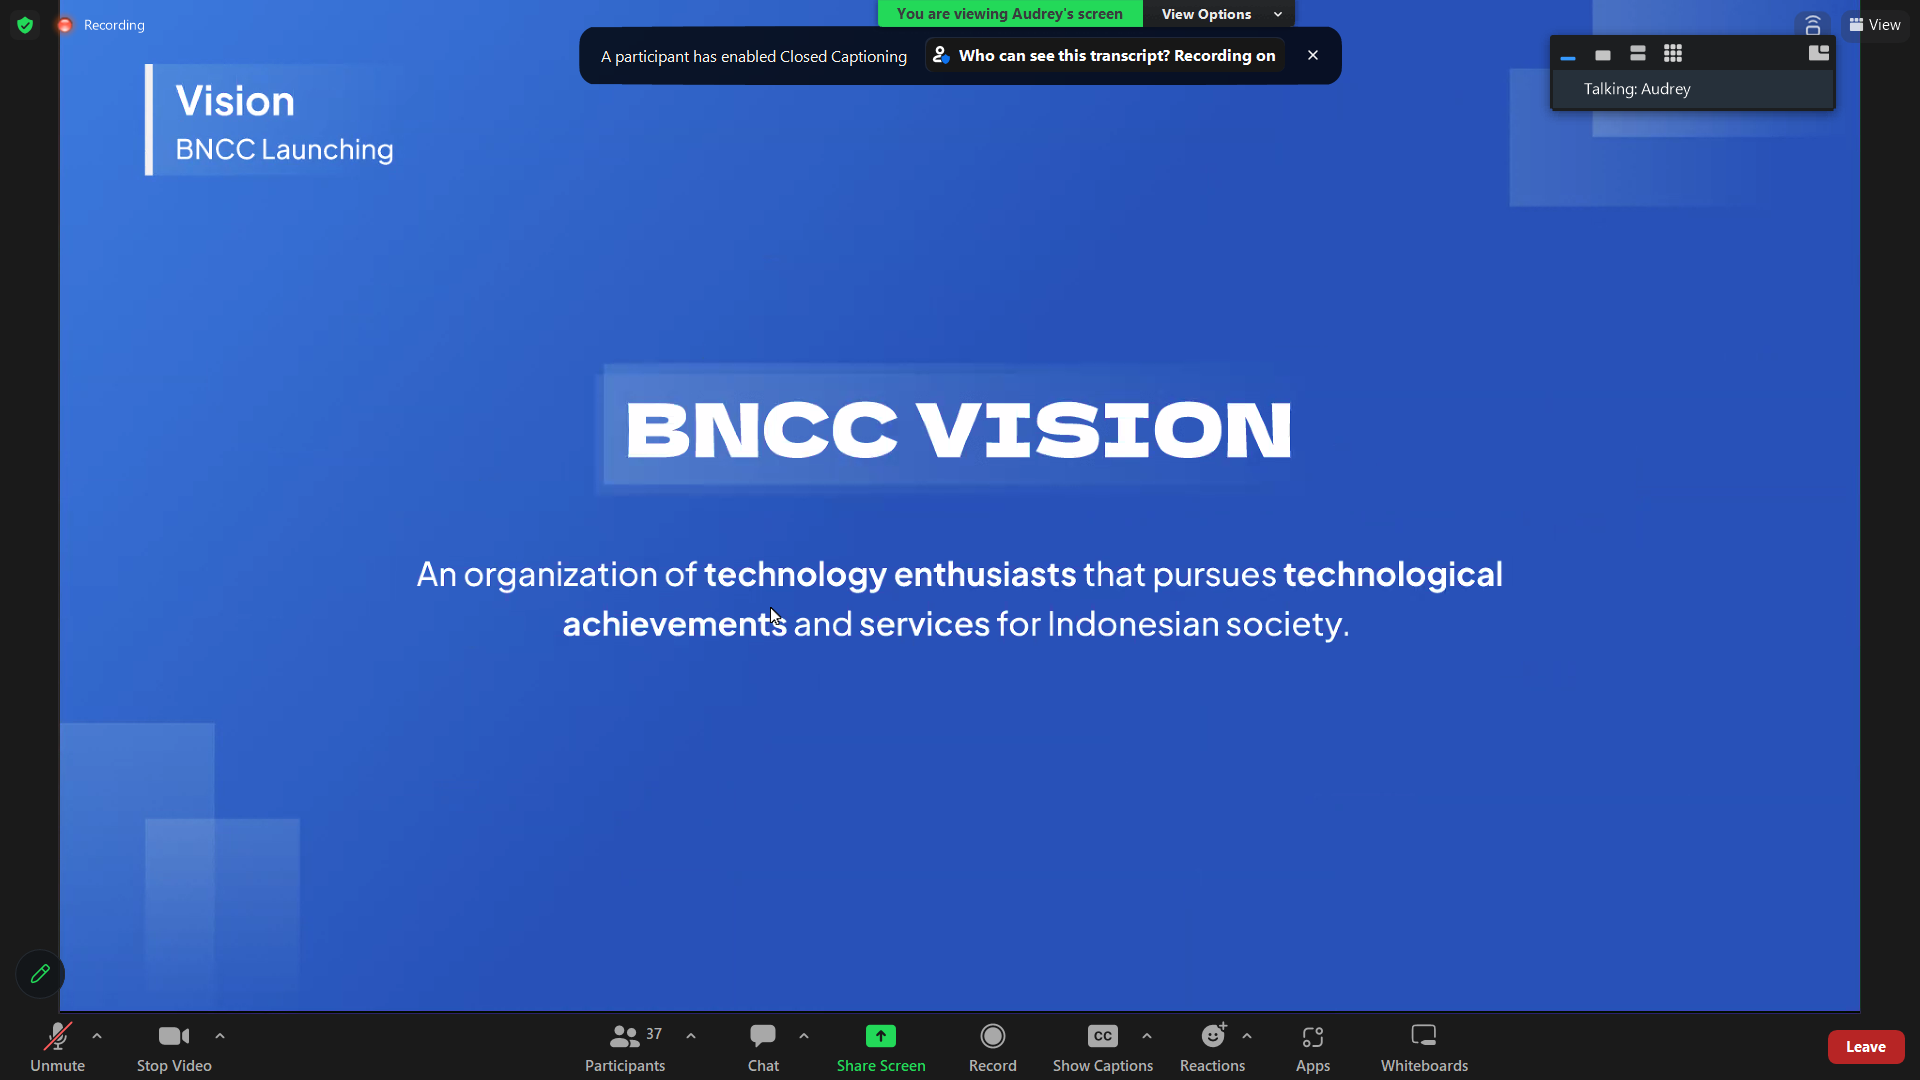 Recording
You are viewing Audrey's screen
View Options
View
A participant has enabled Closed Captioning
Who can see this transcript? Recording on
Talking: Audrey
Vision
BNCC Launching
BNCC VISION
An organization of technology enthusiasts that pursues technological
achievements and services for Indonesian society.
37
CC
Unmute
Stop Video
Participants
Chat
Share Screen
Record
Show Captions
Reactions
Apps
Whiteboards
Leave